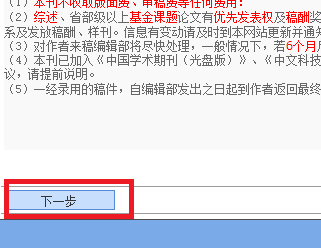 （1）本刊不收取版面费、审稿费等任何费用：
（2）综述、省部级以上基金课题论文有优先发表权及稿酬奖
系及发放稿酬、样刊。信息有变动请及时到本网站更新并通知
（3）对作者来稿编辑部将尽快处理，一般情况下，若6个月
（4）本刊已加入《中国学术期刊（光盘版）》、《中文科技
议，请提前说明。
（5）一经录用的稿件，自编辑部发出之日起到作者返回最终
下一步